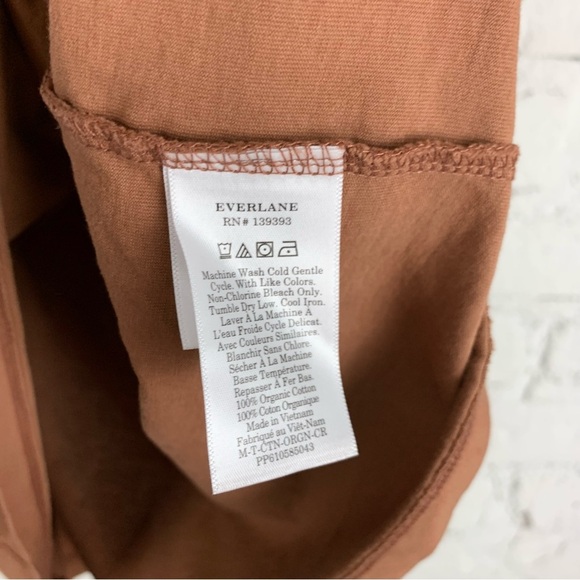 EVERLANE
RN# 139393
Machine Wash Cold Gentle
Cycle. With Like Colors.
Non-Chlorine Bleach Only.
Tumble Dry Low. Cool Iron.
Laver À La Machine A
L'eau Froide Cycle Delicat.
Avec Couleurs Similaires.
Blanchir Sans Chlore.
Sécher À La Machine
Basse Température.
Repasser À Fer Bas.
100% Organic Cotton
100% Coton Organique
Made in Vietnam
Fabriqué au Viêt-Nam
M-T-CTN-ORGN-CR
PP610585043